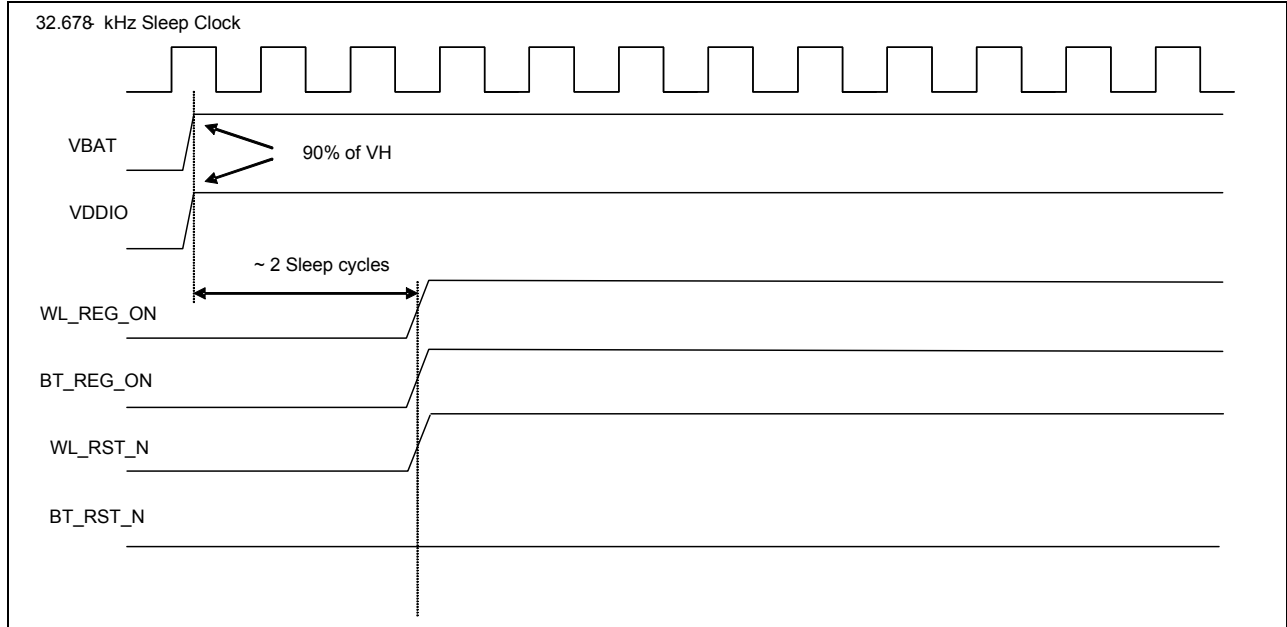 32.678- kHz Sleep Clock
VBAT
90% of VH
VDDIO
~ 2 Sleep cycles
WL_REG_ON
BT_REG_ON
WL_RST_N
BT_RST_N